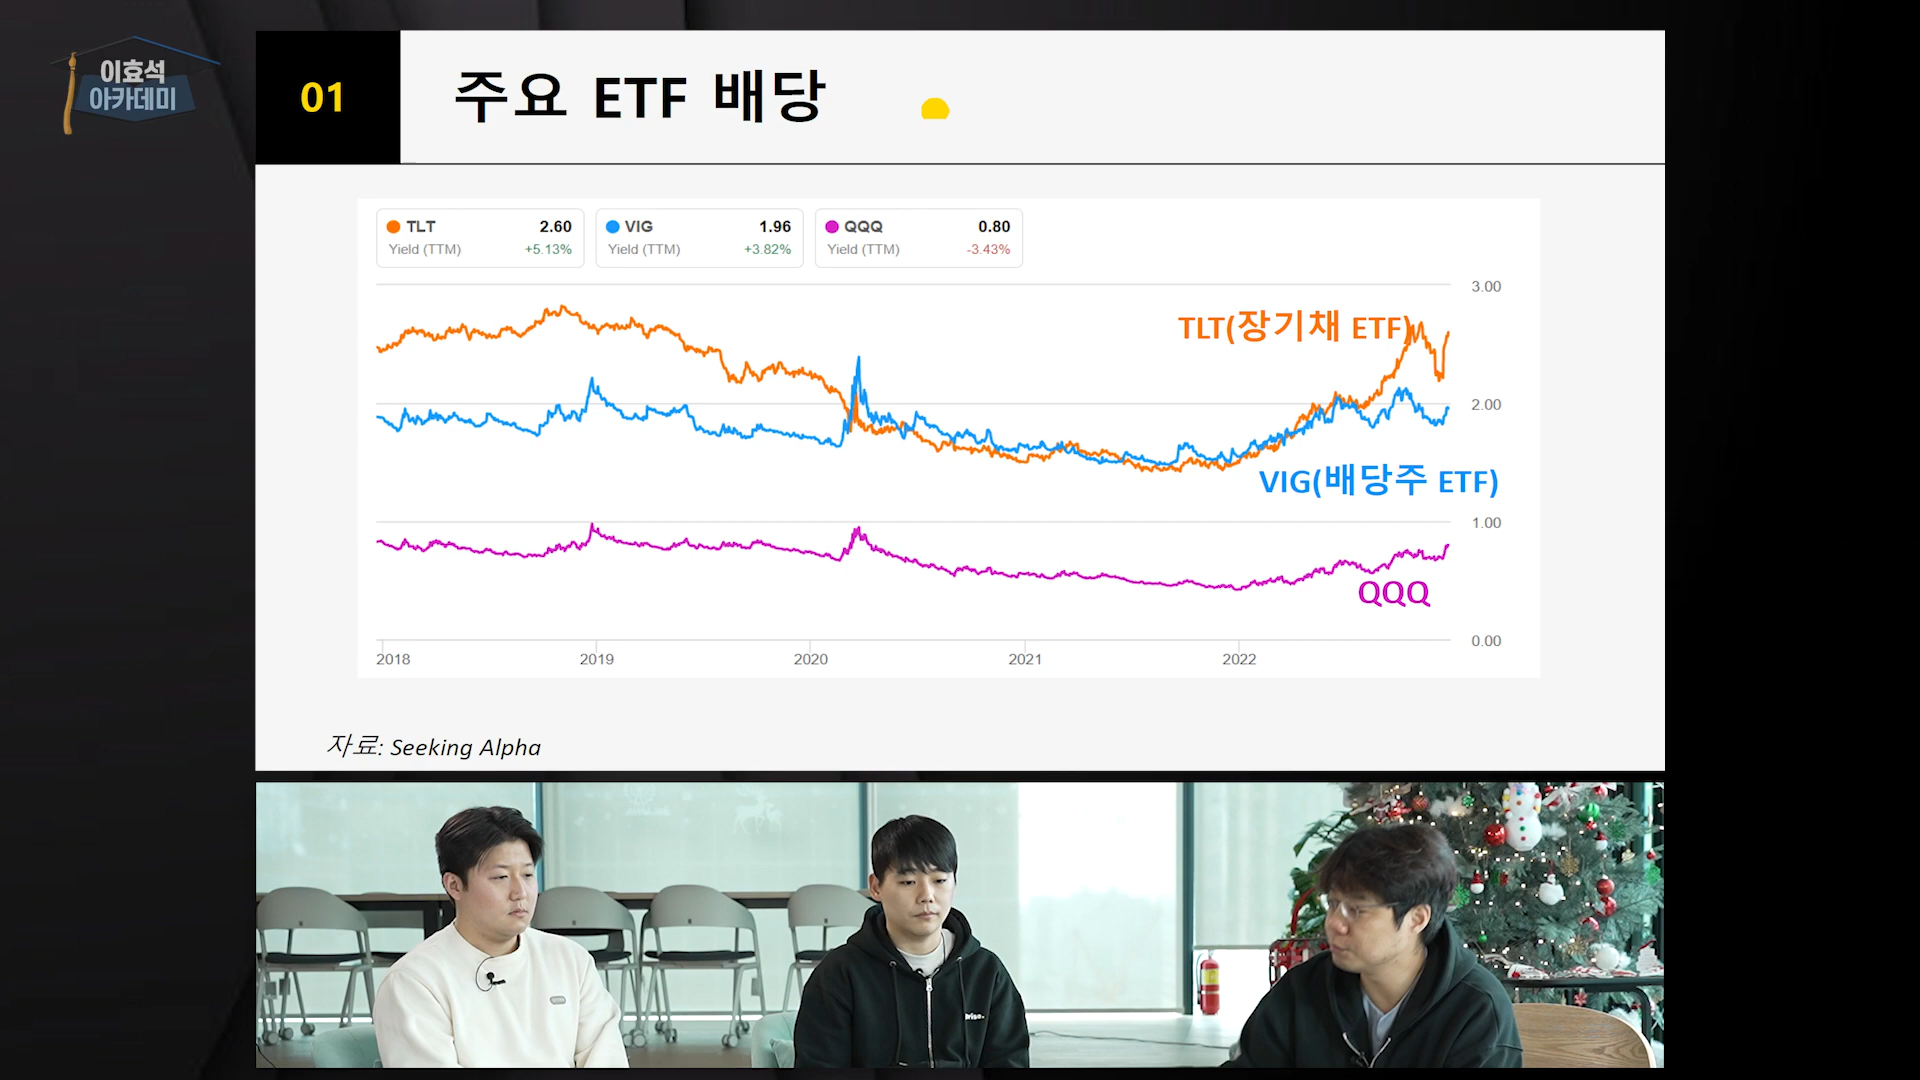 이효석
아카데미
01
주요 ETF 배당
TLT 2.60
Yield (TTM) +5.13%
VIG 1.96
Yield (TTM) +3.82%
QQQ 0.80
Yield (TTM) -3.43%
3.00
TLT(장기채 ETF)
2.00
VIG(배당주 ETF)
1.00
QQQ
0.00
2018 2019 2020 2021 2022
자료: Seeking Alpha